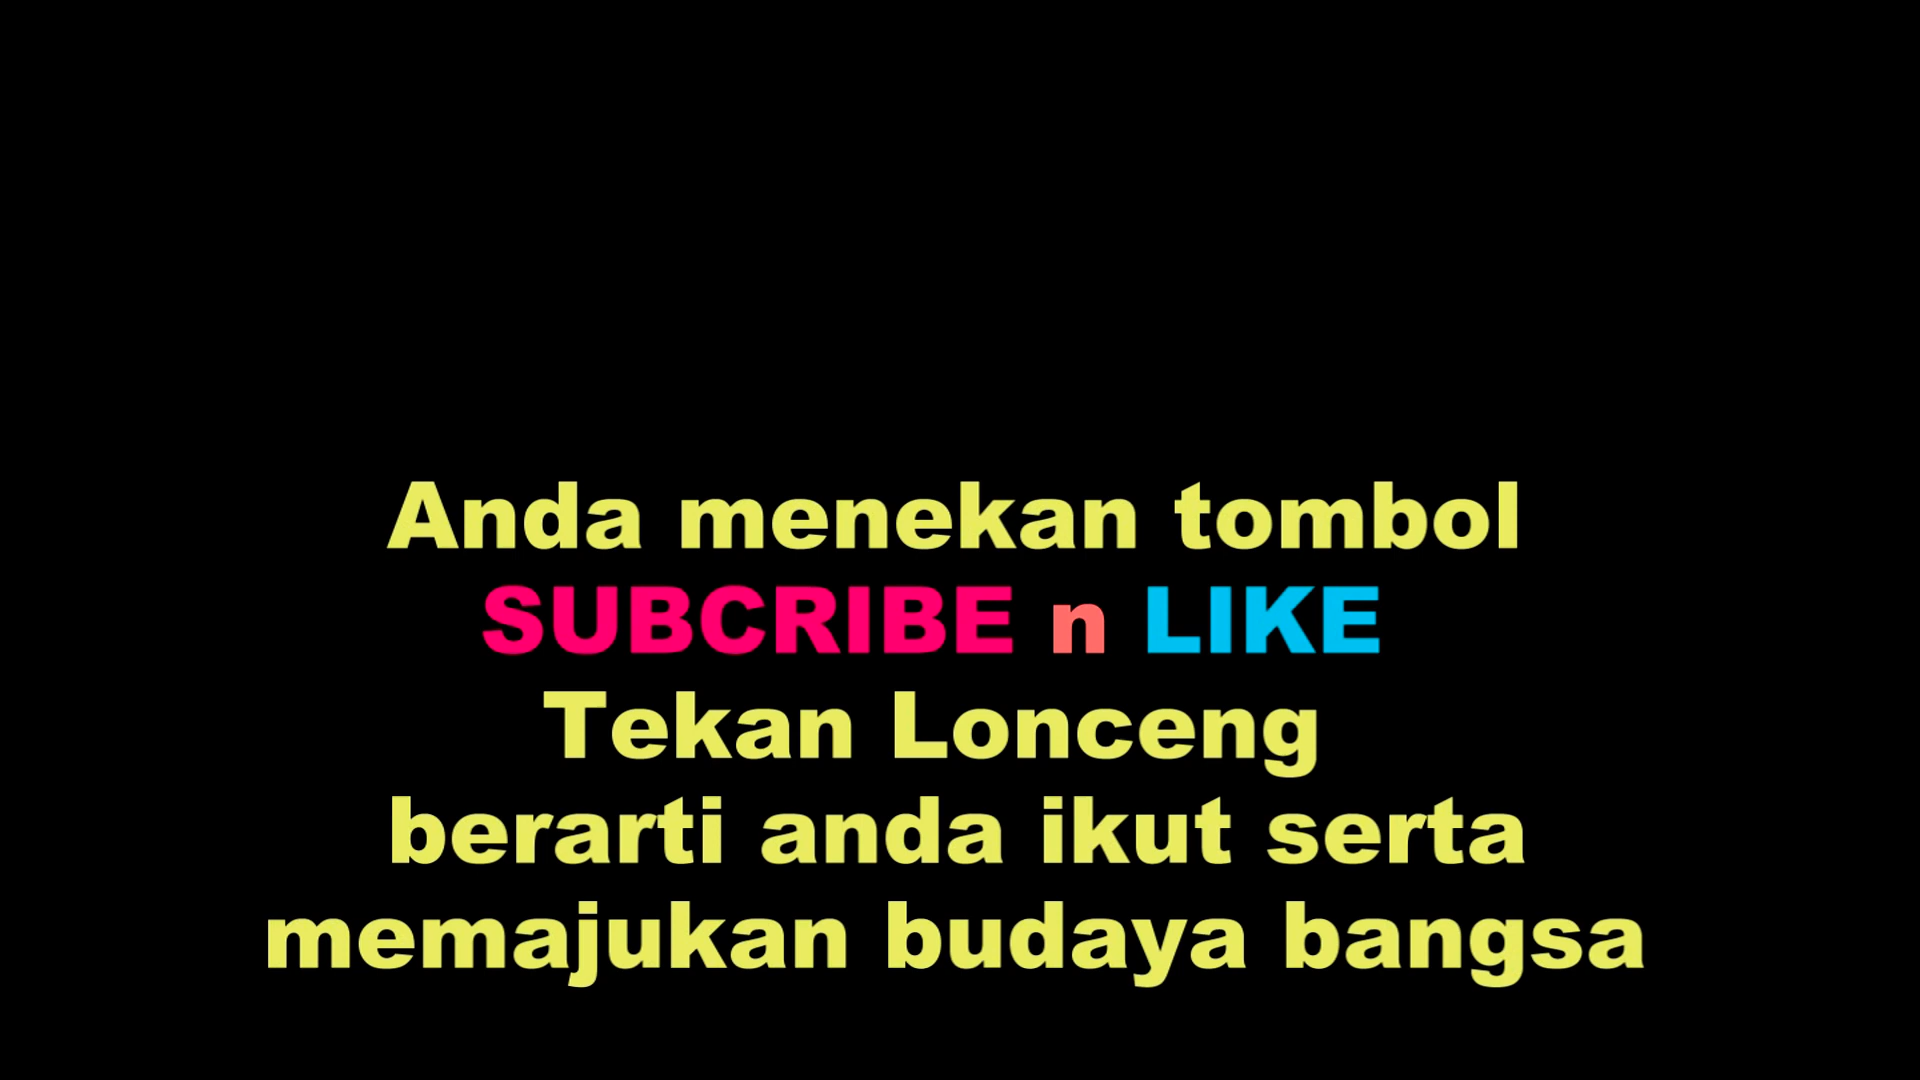 Anda menekan tombol
SUBCRIBE n LIKE
Tekan Lonceng
berarti anda ikut serta
memajukan budaya bangsa